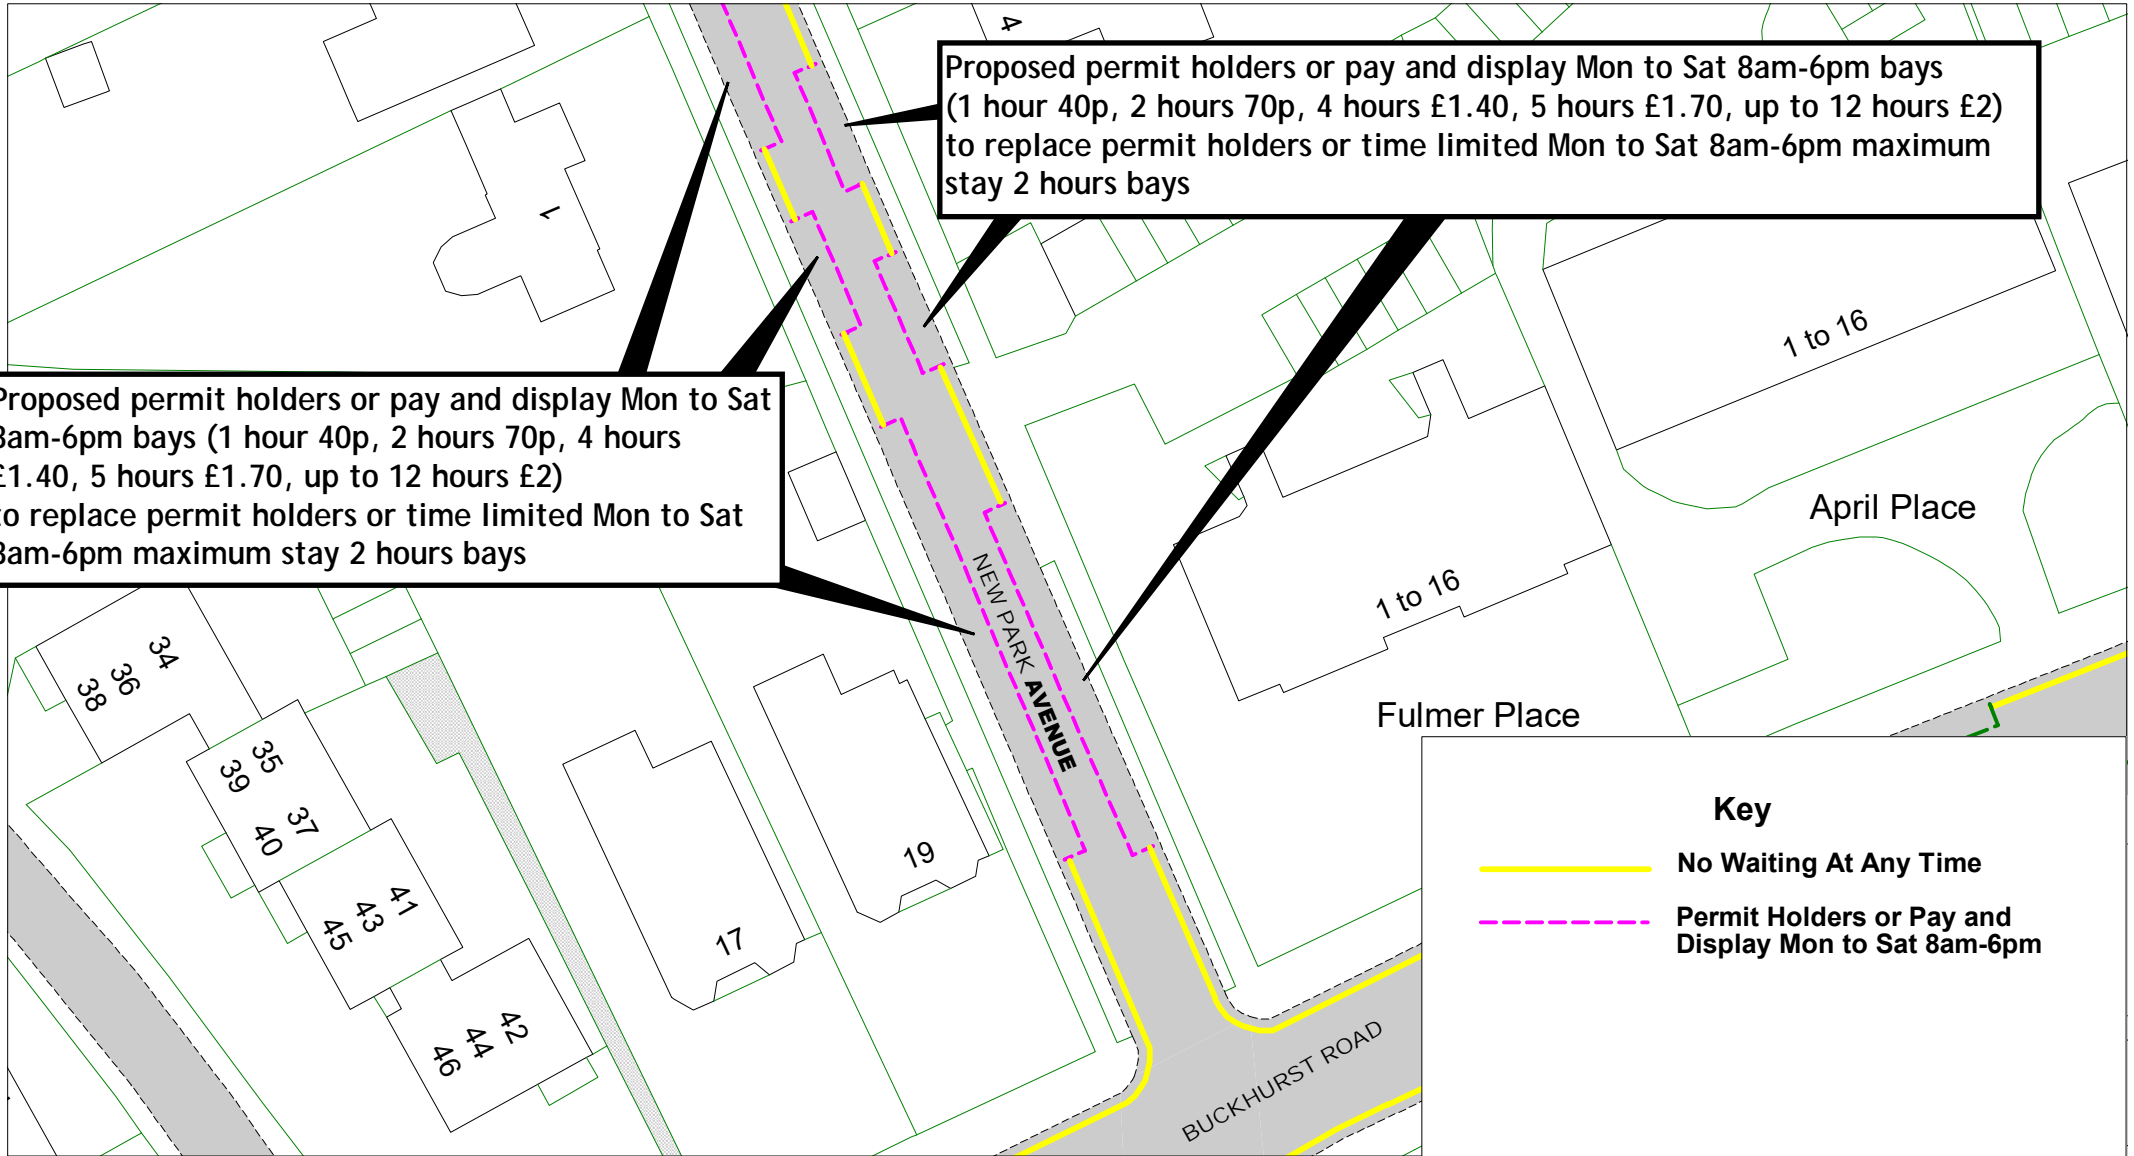 4
Proposed permit holders or pay and display Mon to Sat 8am-6pm bays
(1 hour 40p, 2 hours 70p, 4 hours £1.40, 5 hours £1.70, up to 12 hours £2)
to replace permit holders or time limited Mon to Sat 8am-6pm maximum
stay 2 hours bays
1
1 to 16
Proposed permit holders or pay and display Mon to Sat
8am-6pm bays (1 hour 40p, 2 hours 70p, 4 hours
£1.40, 5 hours £1.70, up to 12 hours £2)
to replace permit holders or time limited Mon to Sat
8am-6pm maximum stay 2 hours bays
April Place
1 to 16
NEW PARK AVENUE
Fulmer Place
34
36
38
35
39
37
40
41
43
45
42
44
46
17
19
BUCKHURST ROAD
Key
No Waiting At Any Time
Permit Holders or Pay and
Display Mon to Sat 8am-6pm